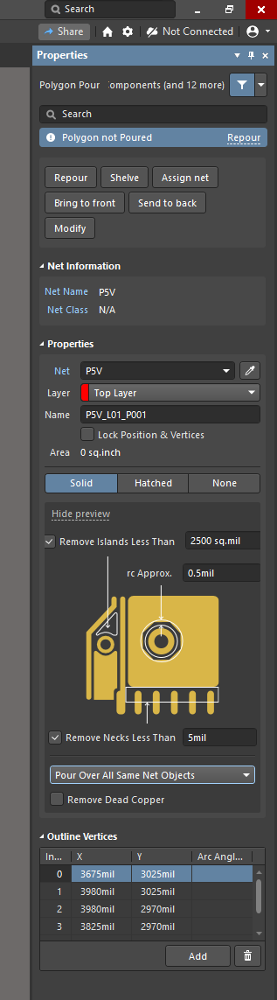 Search
Share Not Connected
Properties
Polygon Pour :omponents (and 12 more)
Search
Polygon not Poured Repour
Repour Shelve Assign net
Bring to front Send to back
Modify
Net Information
Net Name P5V
Net Class N/A
Properties
Net P5V
Layer Top Layer
Name P5V_L01_P001
Lock Position & Vertices
Area 0 sq.inch
Solid Hatched None
Hide preview
Remove Islands Less Than 2500 sq.mil
rc Approx. 0.5mil
Remove Necks Less Than 5mil
Pour Over All Same Net Objects
Remove Dead Copper
Outline Vertices
In... X Y Arc Angl...
0 3675mil 3025mil
1 3980mil 3025mil
2 3980mil 2970mil
3 3825mil 2970mil
Add